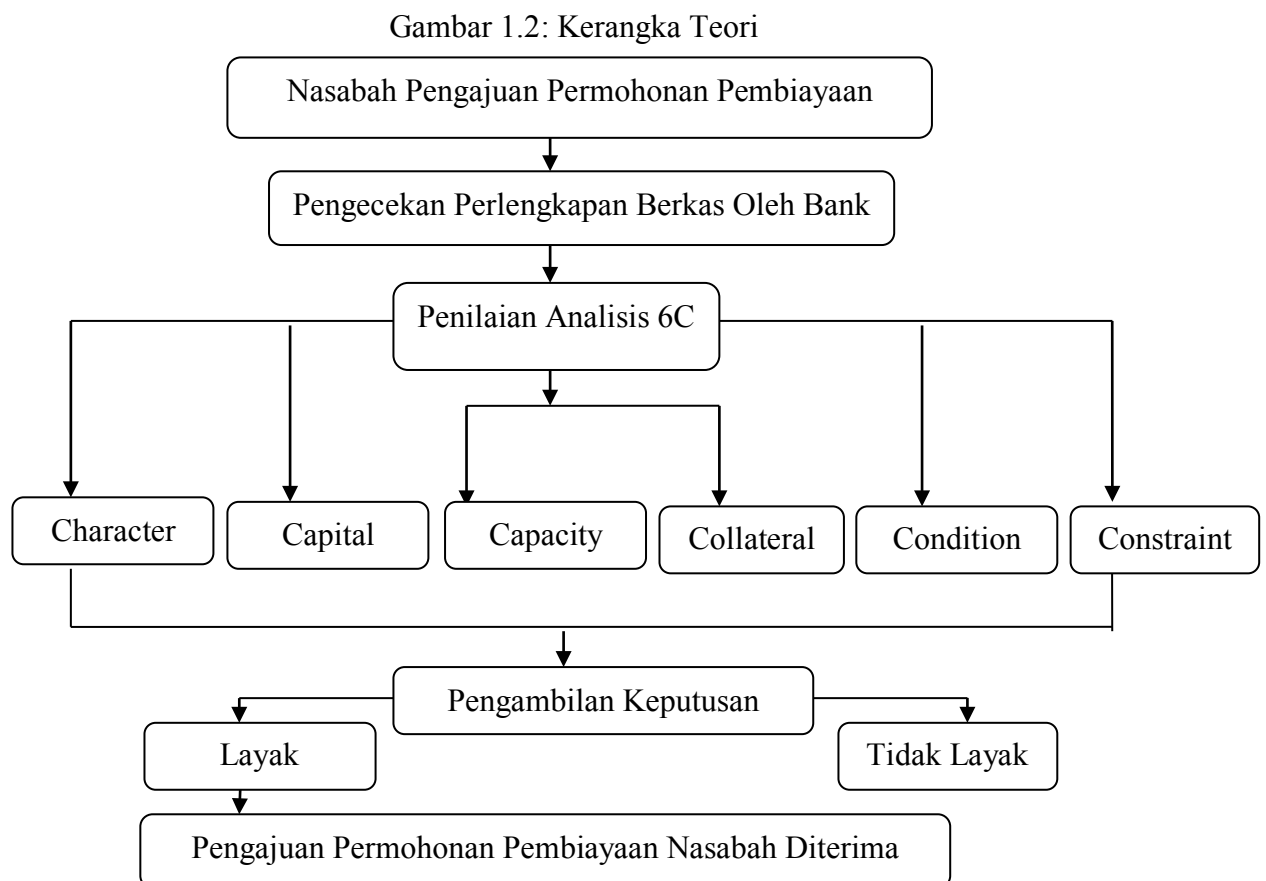 Gambar 1.2: Kerangka Teori
Nasabah Pengajuan Permohonan Pembiayaan
Pengecekan Perlengkapan Berkas Oleh Bank
Penilaian Analisis 6C
Character
Capital
Capacity
Collateral
Condition
Constraint
Pengambilan Keputusan
Layak
Tidak Layak
Pengajuan Permohonan Pembiayaan Nasabah Diterima